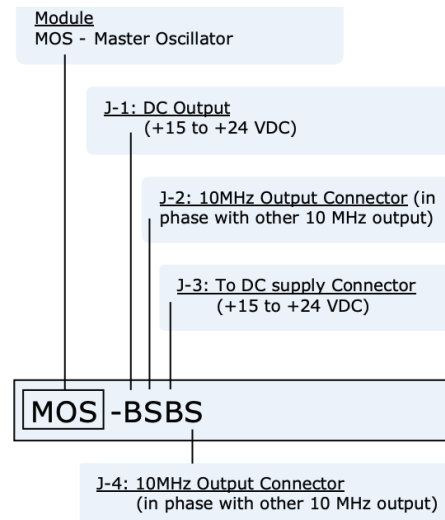 Module
MOS - Master Oscillator
J-1: DC Output
(+15 to +24 VDC)
J-2: 10MHz Output Connector (in
phase with other 10 MHz output)
J-3: To DC supply Connector
(+15 to +24 VDC)
MOS -BSBS
J-4: 10MHz Output Connector
(in phase with other 10 MHz output)